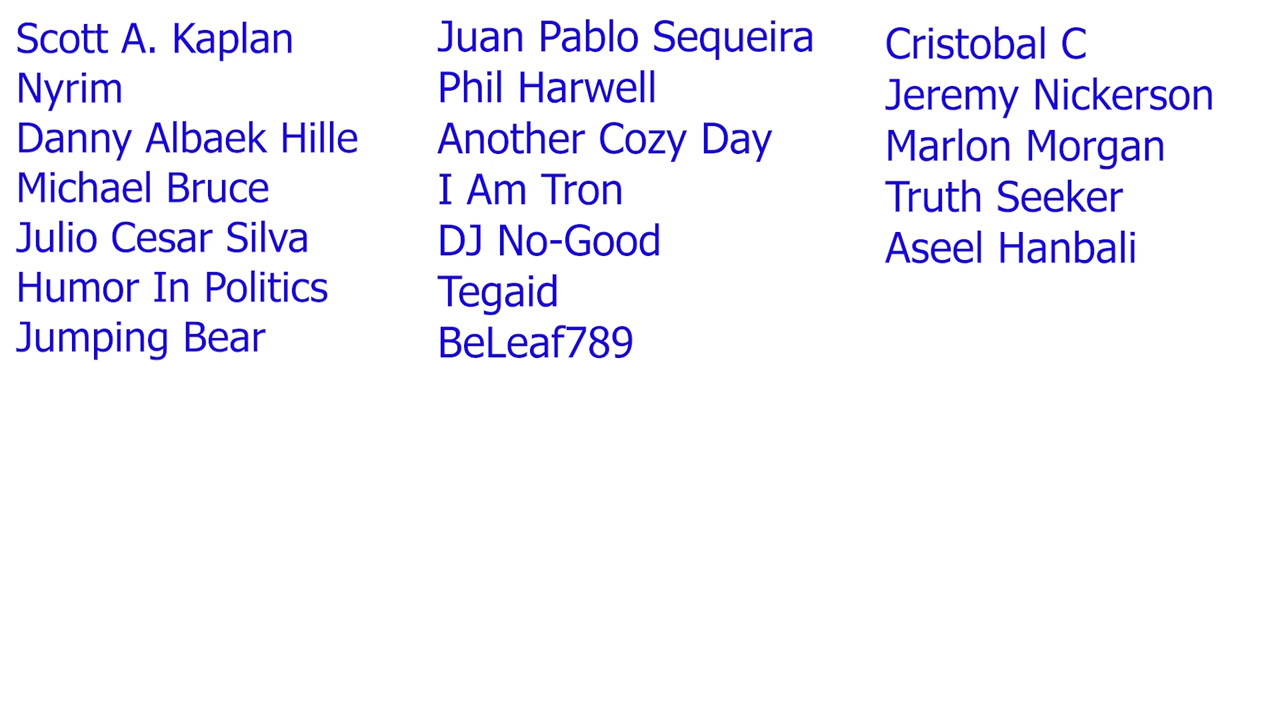 Scott A. Kaplan
Nyrim
Danny Albaek Hille
Michael Bruce
Julio Cesar Silva
Humor In Politics
Jumping Bear
Juan Pablo Sequeira
Phil Harwell
Another Cozy Day
I Am Tron
DJ No-Good
Tegaid
BeLeaf789
Cristobal C
Jeremy Nickerson
Marlon Morgan
Truth Seeker
Aseel Hanbali